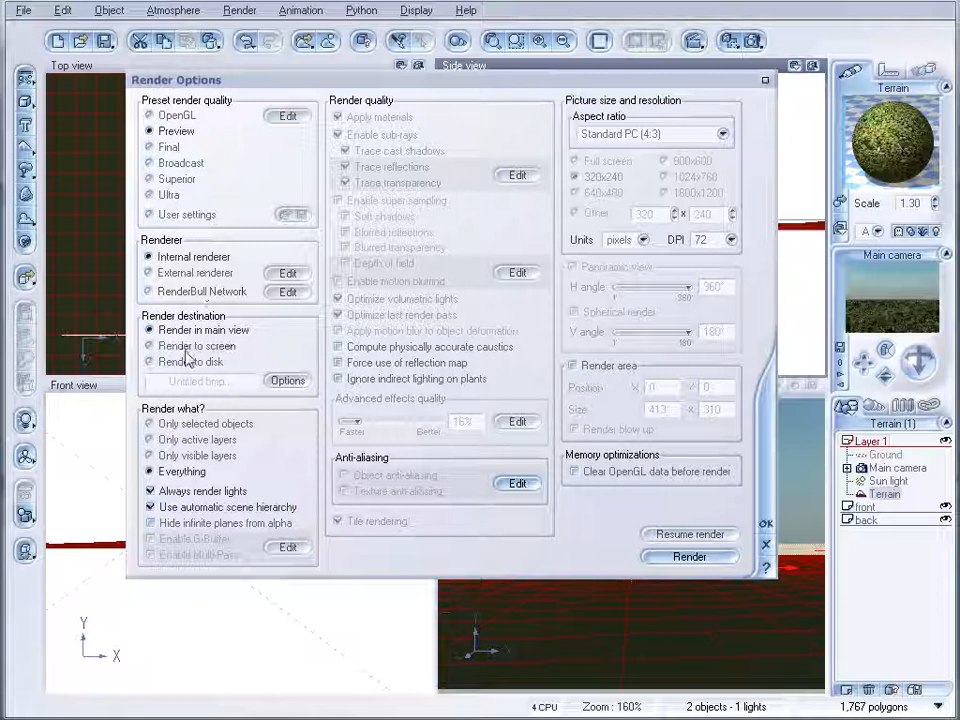 File Edit Object Atmosphere Render Animation Python Display Help
Top view
Side view
Render Options
Preset render quality
OpenGL
Edit
Preview
Final
Broadcast
Superior
Ultra
User settings
Renderer
Internal renderer
External renderer
Edit
RenderBull Network
Edit
Render destination
Render in main view
Render to screen
Render to disk
Untitled.bmp...
Options
Render what?
Only selected objects
Only active layers
Only visible layers
Everything
Always render lights
Use automatic scene hierarchy
Hide infinite planes from alpha
Enable G-Buffer
Enable Multi-Pass
Edit
Render quality
Apply materials
Enable sub-rays
Trace cast shadows
Trace reflections
Trace transparency
Edit
Enable super-sampling
Soft shadows
Blurred reflections
Blurred transparency
Depth of field
Enable motion blurring
Edit
Optimize volumetric lights
Optimize last render pass
Apply motion blur to object deformation
Compute physically accurate caustics
Force use of reflection map
Ignore indirect lighting on plants
Advanced effects quality
16%
Edit
Faster
Better
Anti-aliasing
Object anti-aliasing
Texture anti-aliasing
Edit
Tile rendering
Picture size and resolution
Aspect ratio
Standard PC (4:3)
Full screen
800x600
320x240
1024x768
640x480
1600x1200
Other
320 x 240
Units pixels DPI 72
Panoramic view
H angle
360°
1
360°
Spherical render
V angle
180°
1
180°
Render area
Position X 0 Y 0
Size 413 x 310
Render blow up
Memory optimizations
Clear OpenGL data before render
Resume render
Render
OK
X
?
Terrain
Scale 1.30
A
Main camera
Terrain (1)
Layer 1
Ground
Main camera
Sun light
Terrain
front
back
Front view
Y
X
Y
X
4 CPU Zoom : 160% 2 objects - 1 lights 1,767 polygons